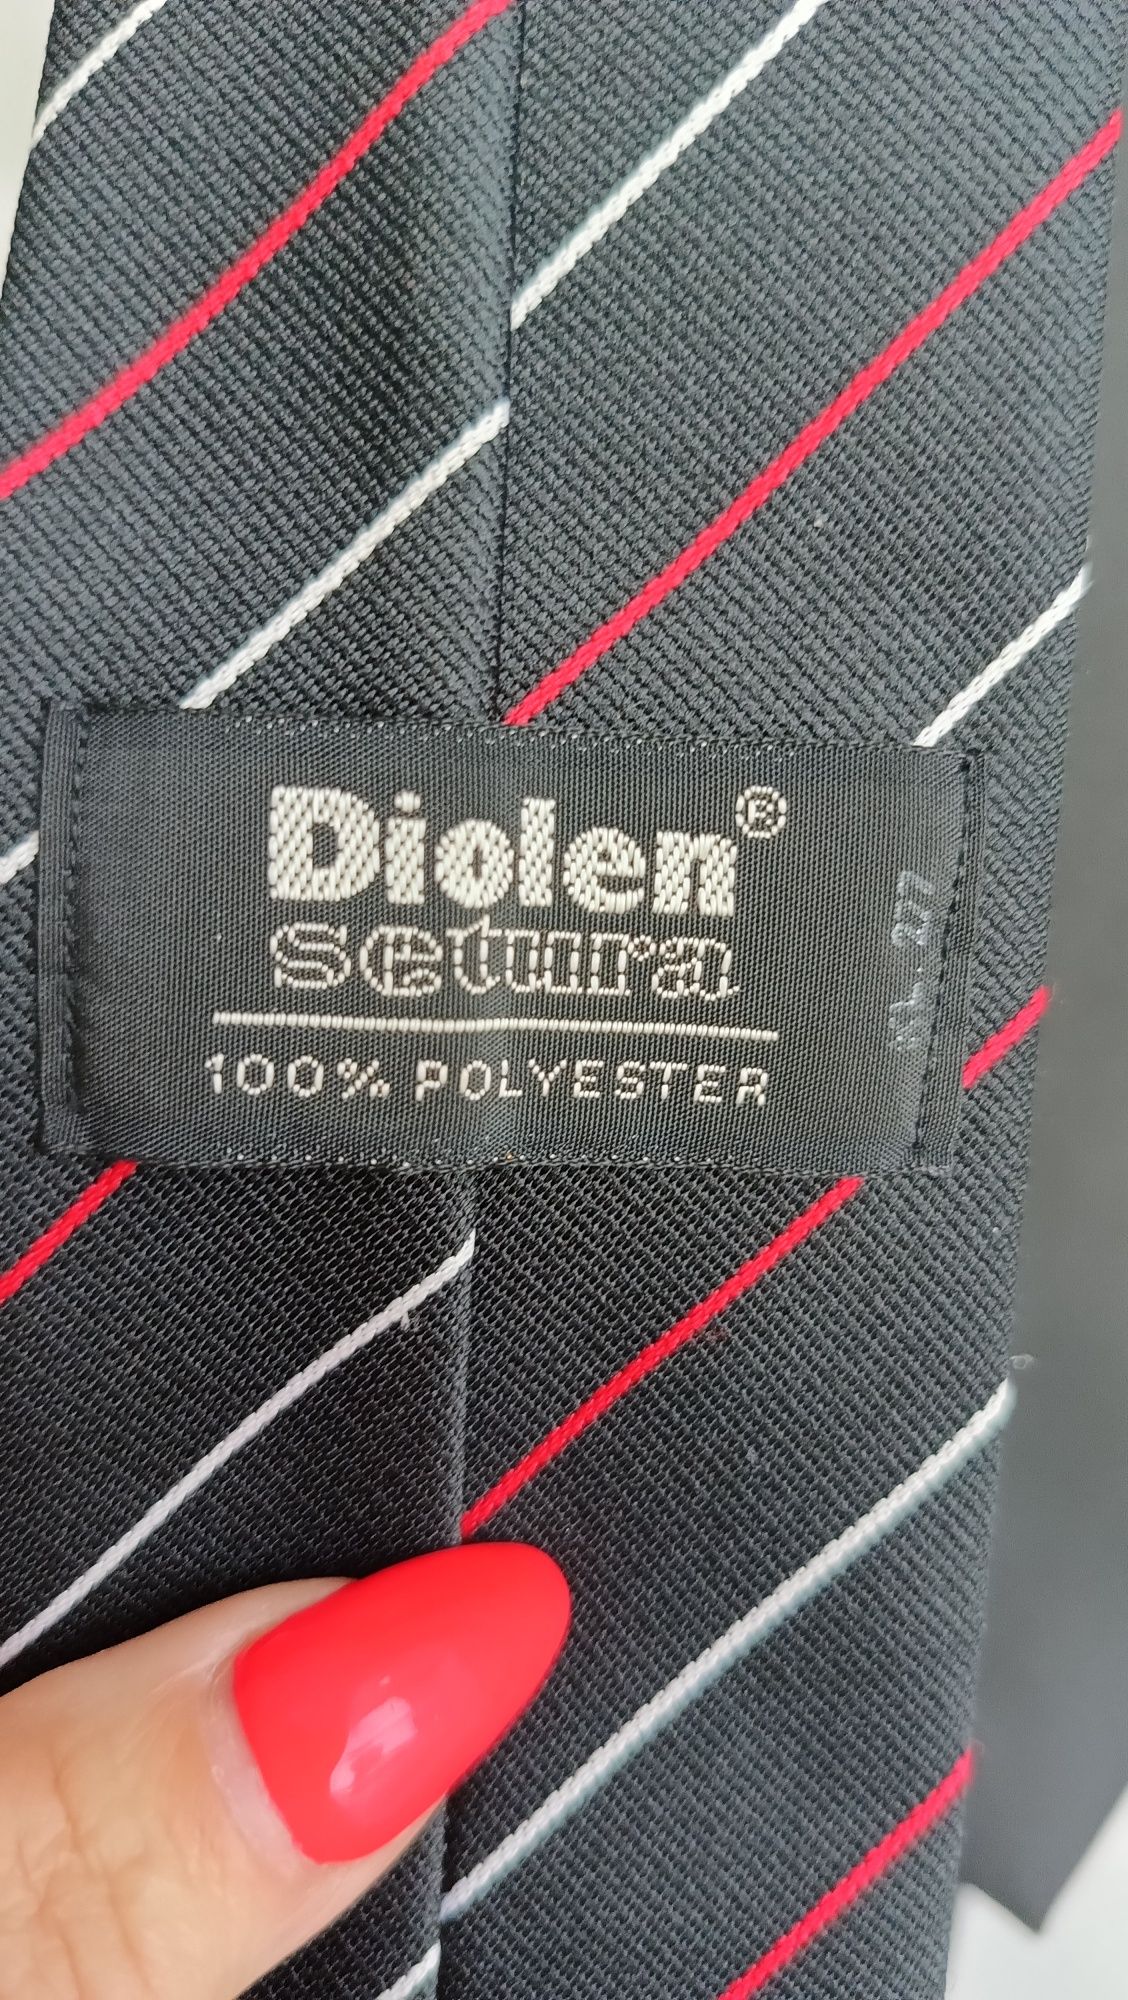 Diolen®
setura
100% POLYESTER